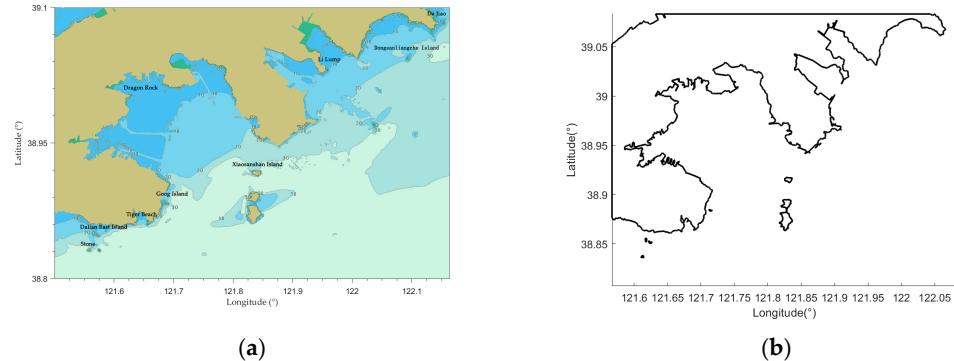 39.1
38.95
38.8
Latitude (°)
Da Jiao
Dongsanliangche Island
Li Lump
Dragon Rock
Xiaosanshan Island
Goog Island
Tiger Beach
Dalian East Island
Stone
121.6 121.7 121.8 121.9 122 122.1
Longitude (°)
(a)
39.05
39
38.95
38.9
38.85
Latitude(°)
121.6 121.65 121.7 121.75 121.8 121.85 121.9 121.95 122 122.05
Longitude(°)
(b)